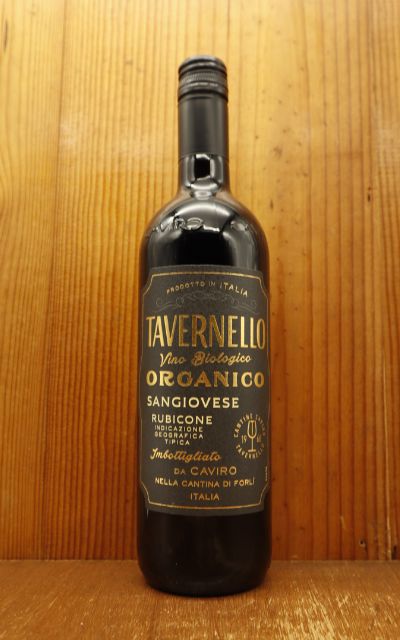 PRODOTTO IN ITALIA
TAVERNELLO
Vino Biologico
ORGANICO
SANGIOVESE
RUBICONE
INDICAZIONE
GEOGRAFICA
TIPICA
Imbottigliato
DA CAVIRO
NELLA CANTINA DI FORLÌ
ITALIA
TAVERNELLO